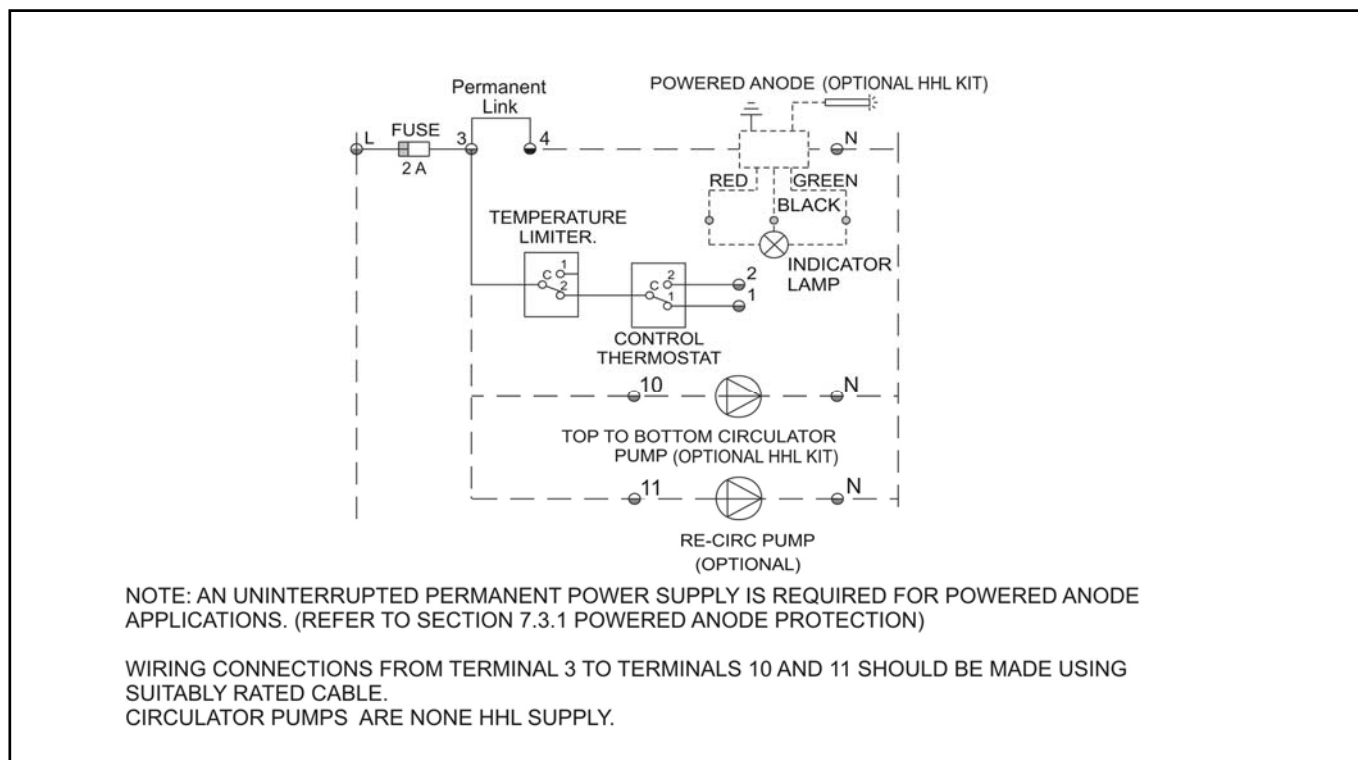 POWERED ANODE (OPTIONAL HHL KIT)
Permanent
Link
L
FUSE
2 A
3
4
N
RED
GREEN
BLACK
INDICATOR
LAMP
TEMPERATURE
LIMITER.
C
1
2
C
2
1
2
1
CONTROL
THERMOSTAT
10
N
TOP TO BOTTOM CIRCULATOR
PUMP (OPTIONAL HHL KIT)
11
N
RE-CIRC PUMP
(OPTIONAL)
NOTE: AN UNINTERRUPTED PERMANENT POWER SUPPLY IS REQUIRED FOR POWERED ANODE
APPLICATIONS. (REFER TO SECTION 7.3.1 POWERED ANODE PROTECTION)
WIRING CONNECTIONS FROM TERMINAL 3 TO TERMINALS 10 AND 11 SHOULD BE MADE USING
SUITABLY RATED CABLE.
CIRCULATOR PUMPS ARE NONE HHL SUPPLY.